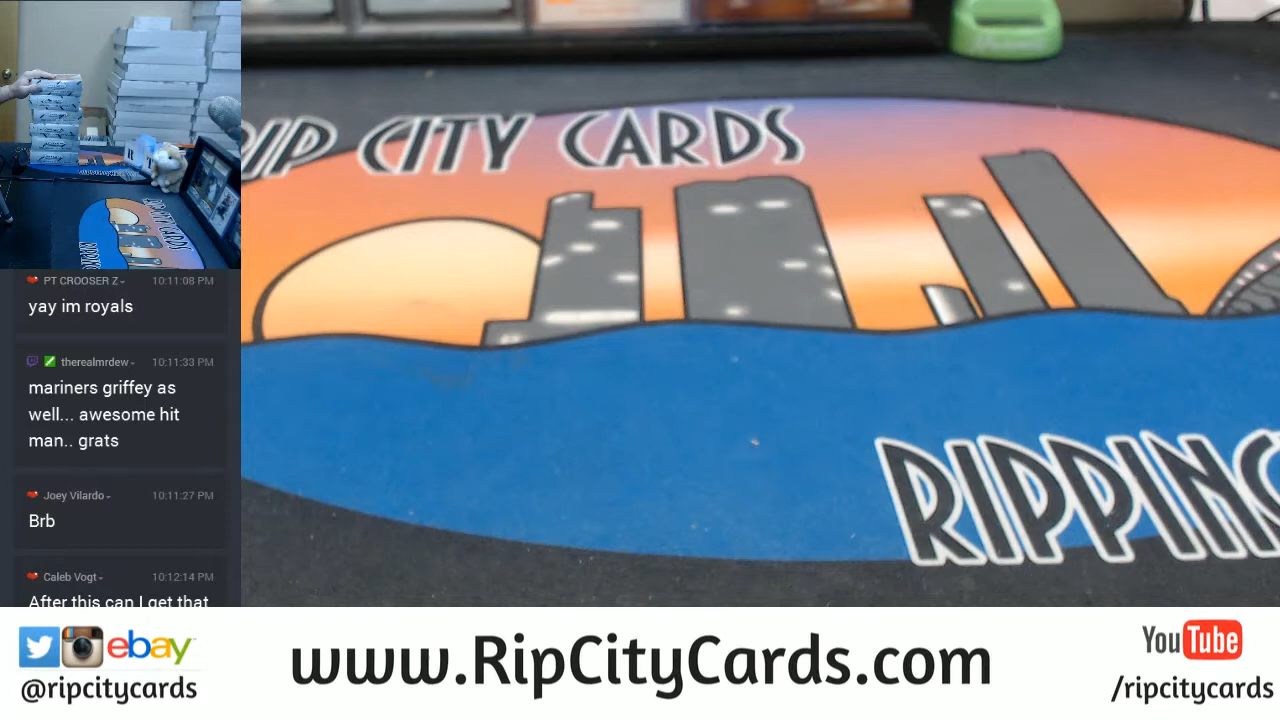 RIP CITY CARDS
RIPPING
PT CROOSER Z 10:11:08 PM
yay im royals
therealmrdew 10:11:33 PM
mariners griffey as
well... awesome hit
man.. grats
Joey Vilardo 10:11:27 PM
Brb
Caleb Vogt 10:12:14 PM
After this can I get that
ebay
@ripcitycards
www.RipCityCards.com
YouTube
/ripcitycards